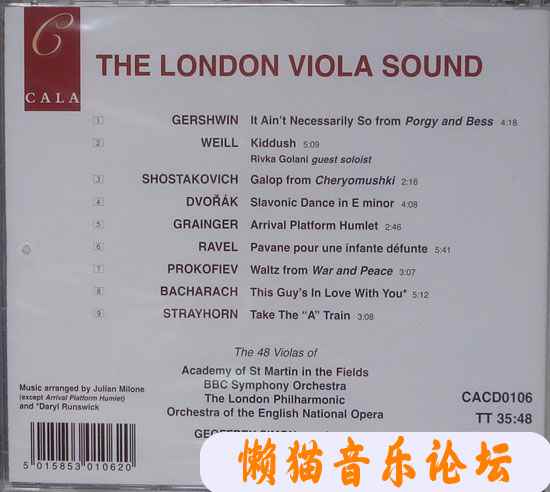 C
CALA
THE LONDON VIOLA SOUND
1 GERSHWIN It Ain't Necessarily So from Porgy and Bess 4:18
2 WEILL Kiddush 5:09
Rivka Golani guest soloist
3 SHOSTAKOVICH Galop from Cheryomushki 2:16
4 DVOŘÁK Slavonic Dance in E minor 4:08
5 GRAINGER Arrival Platform Humlet 2:46
6 RAVEL Pavane pour une infante défunte 5:41
7 PROKOFIEV Waltz from War and Peace 3:07
8 BACHARACH This Guy's In Love With You* 5:12
9 STRAYHORN Take The “A” Train 3:08
The 48 Violas of
Academy of St Martin in the Fields
BBC Symphony Orchestra
The London Philharmonic
Orchestra of the English National Opera
Music arranged by Julian Milone
(except Arrival Platform Humlet)
and *Daryl Runswick
CACD0106
TT 35:48
5 015853 010620
懒猫音乐论坛